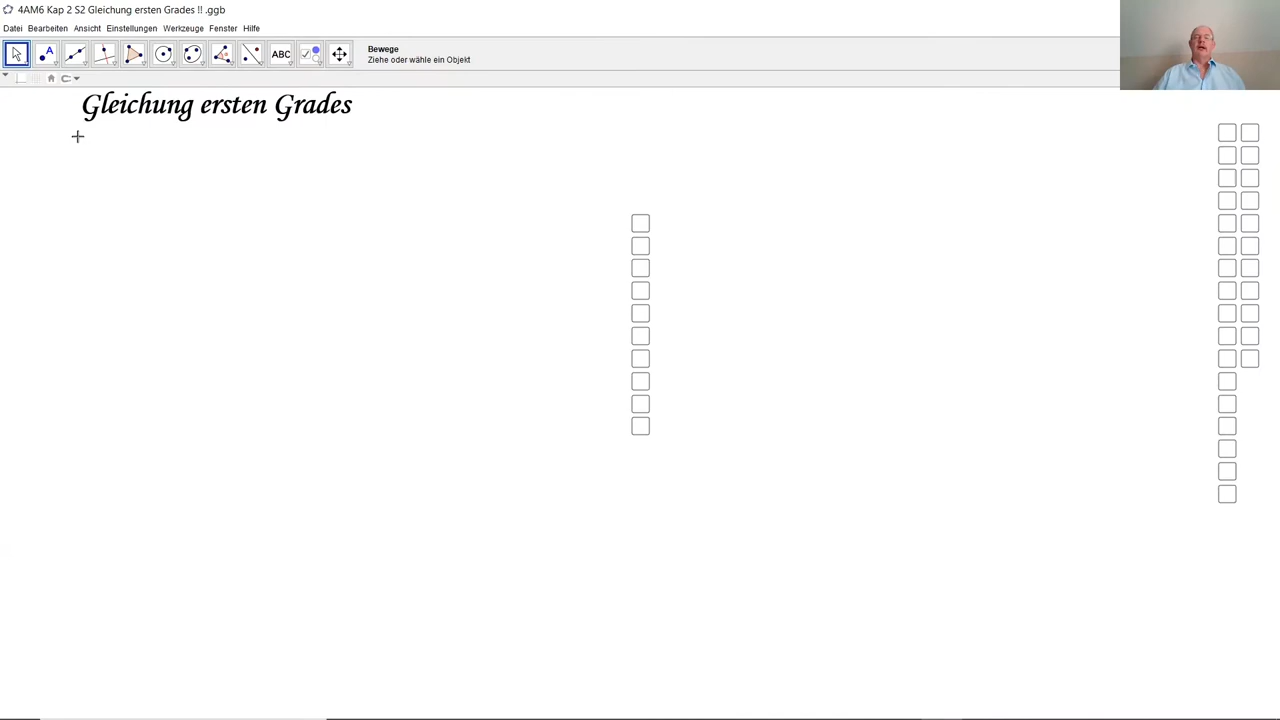 4AM6 Kap 2 S2 Gleichung ersten Grades !! .ggb
Datei Bearbeiten Ansicht Einstellungen Werkzeuge Fenster Hilfe
A
ABC
Bewege
Ziehe oder wähle ein Objekt
Gleichung ersten Grades